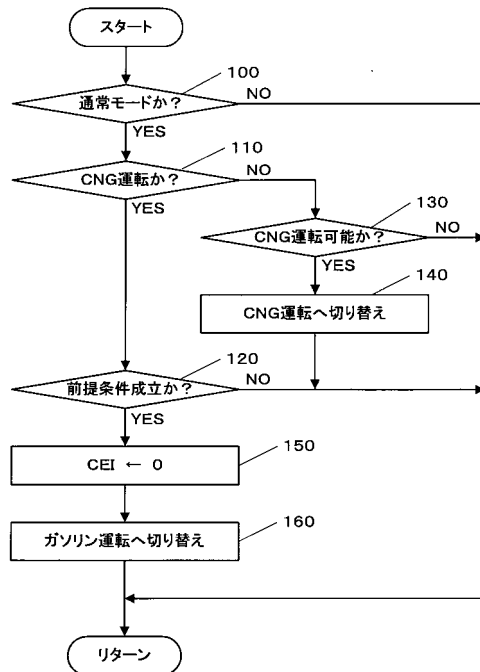 スタート
100
通常モードか？
NO
YES
110
CNG運転か？
NO
YES
130
CNG運転可能か？
NO
YES
140
CNG運転へ切り替え
120
前提条件成立か？
NO
YES
150
CEI ← 0
160
ガソリン運転へ切り替え
リターン